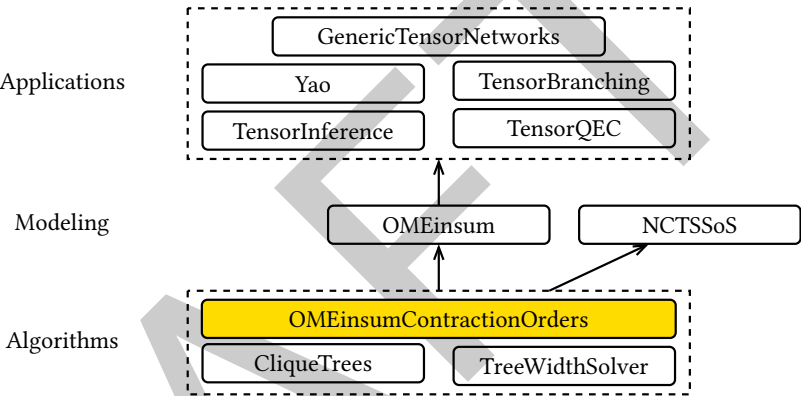 GenericTensorNetworks
Applications
Yao
TensorBranching
TensorInference
TensorQEC
Modeling
OMEinsum
NCTSSoS
OMEinsumContractionOrders
Algorithms
CliqueTrees
TreeWidthSolver